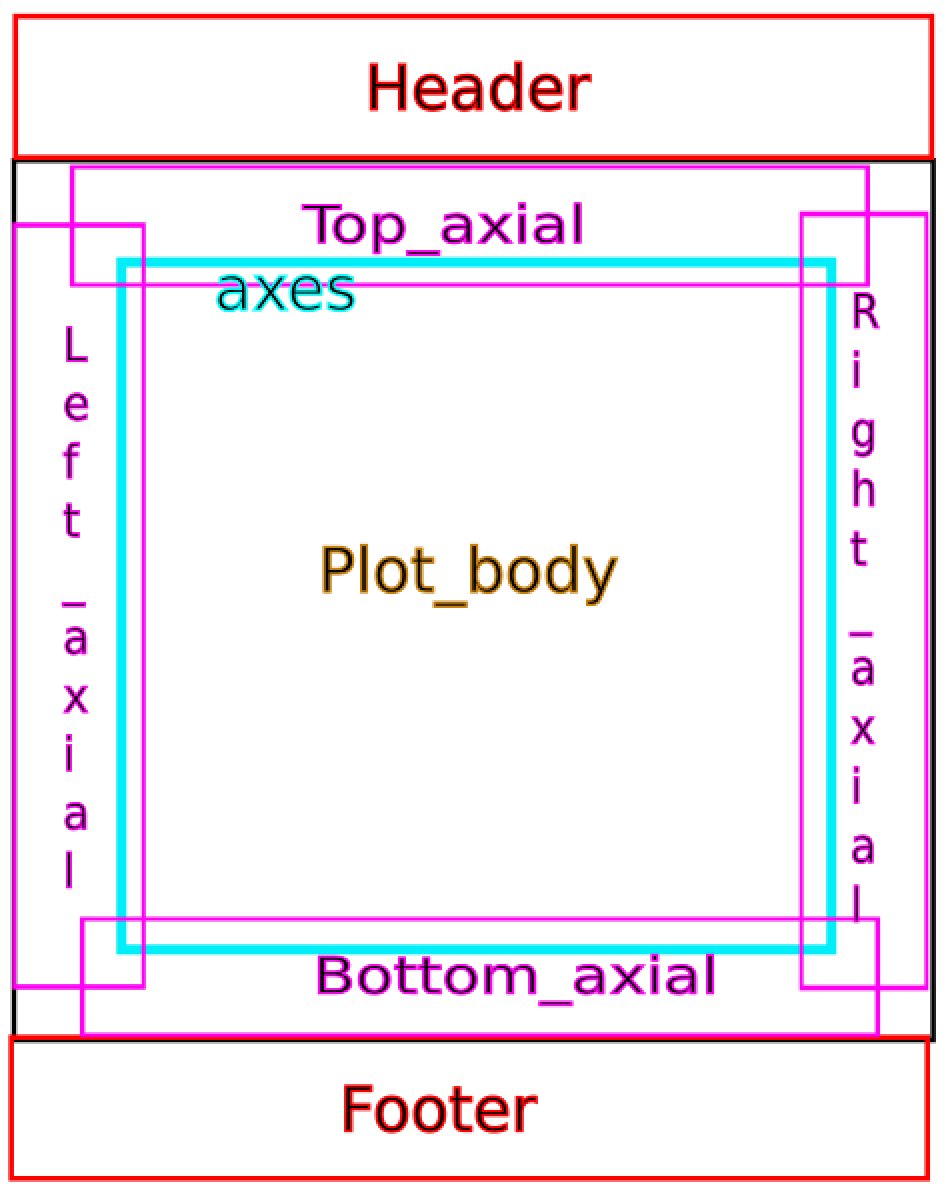 Header
Top_axial
axes
Left_axial
Right_axial
Plot_body
Bottom_axial
Footer